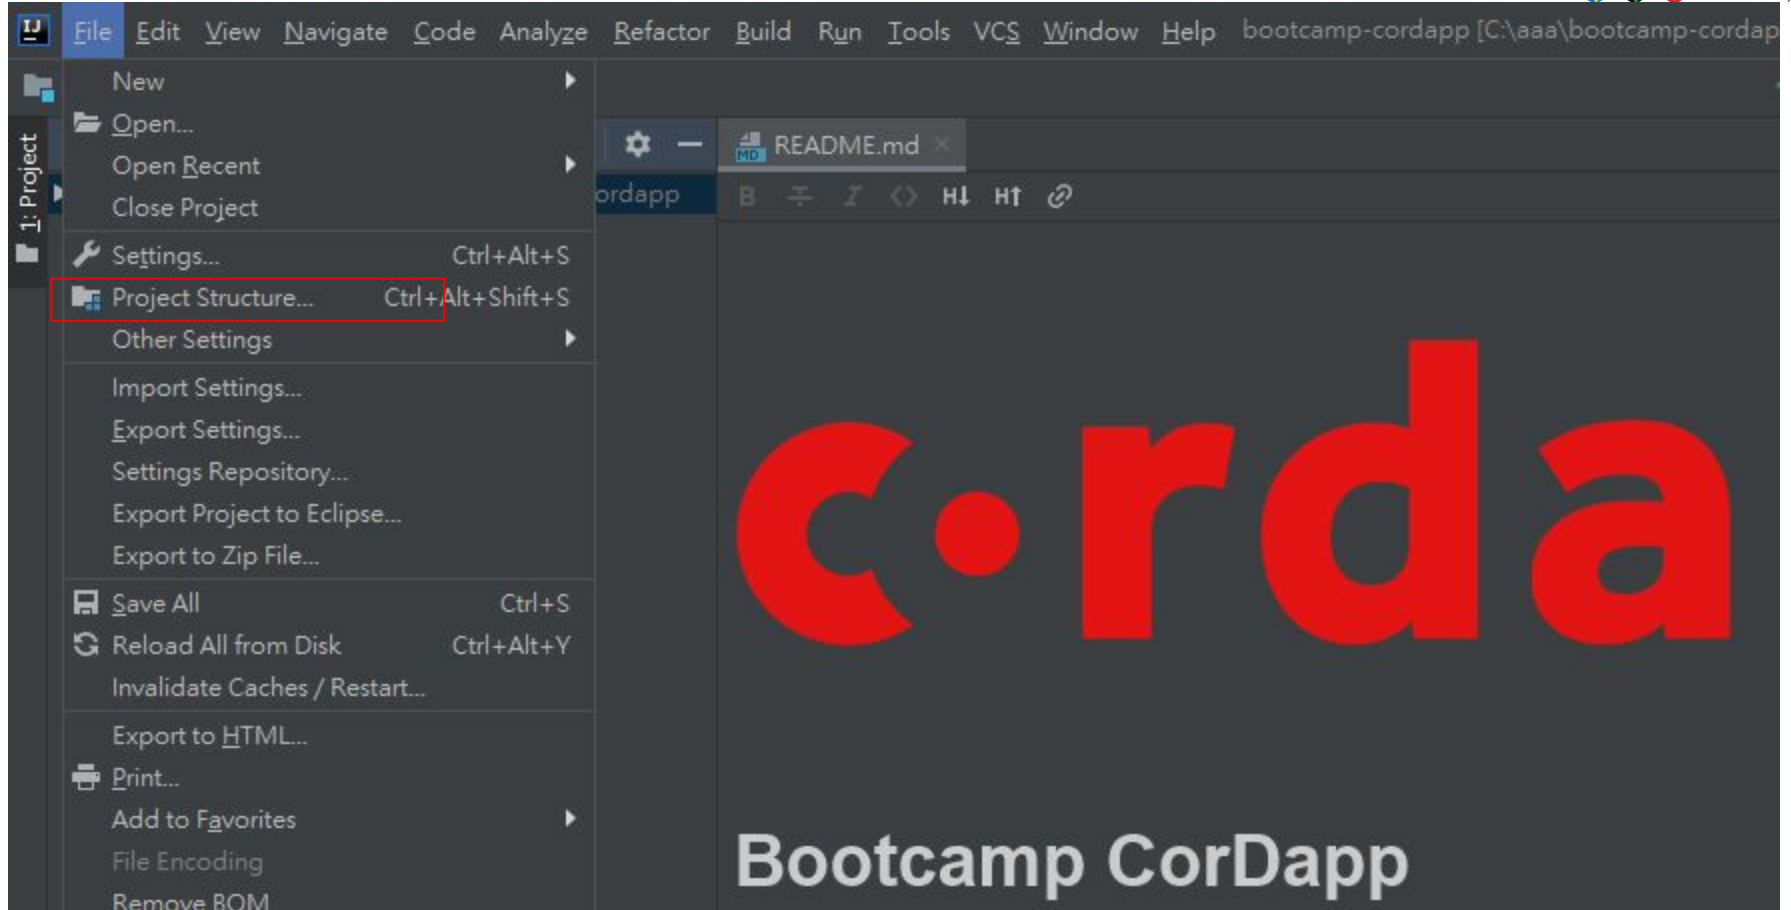 IJ File Edit View Navigate Code Analyze Refactor Build Run Tools VCS Window Help bootcamp-cordapp [C:\aaa\bootcamp-cordap
New
Open...
Open Recent
Close Project
Settings... Ctrl+Alt+S
Project Structure... Ctrl+Alt+Shift+S
Other Settings
Import Settings...
Export Settings...
Settings Repository...
Export Project to Eclipse...
Export to Zip File...
Save All Ctrl+S
Reload All from Disk Ctrl+Alt+Y
Invalidate Caches / Restart...
Export to HTML...
Print...
Add to Favorites
File Encoding
Remove BOM
1: Project
ordapp
MD README.md
B I <> H↓ H↑
c•rda
Bootcamp CorDapp